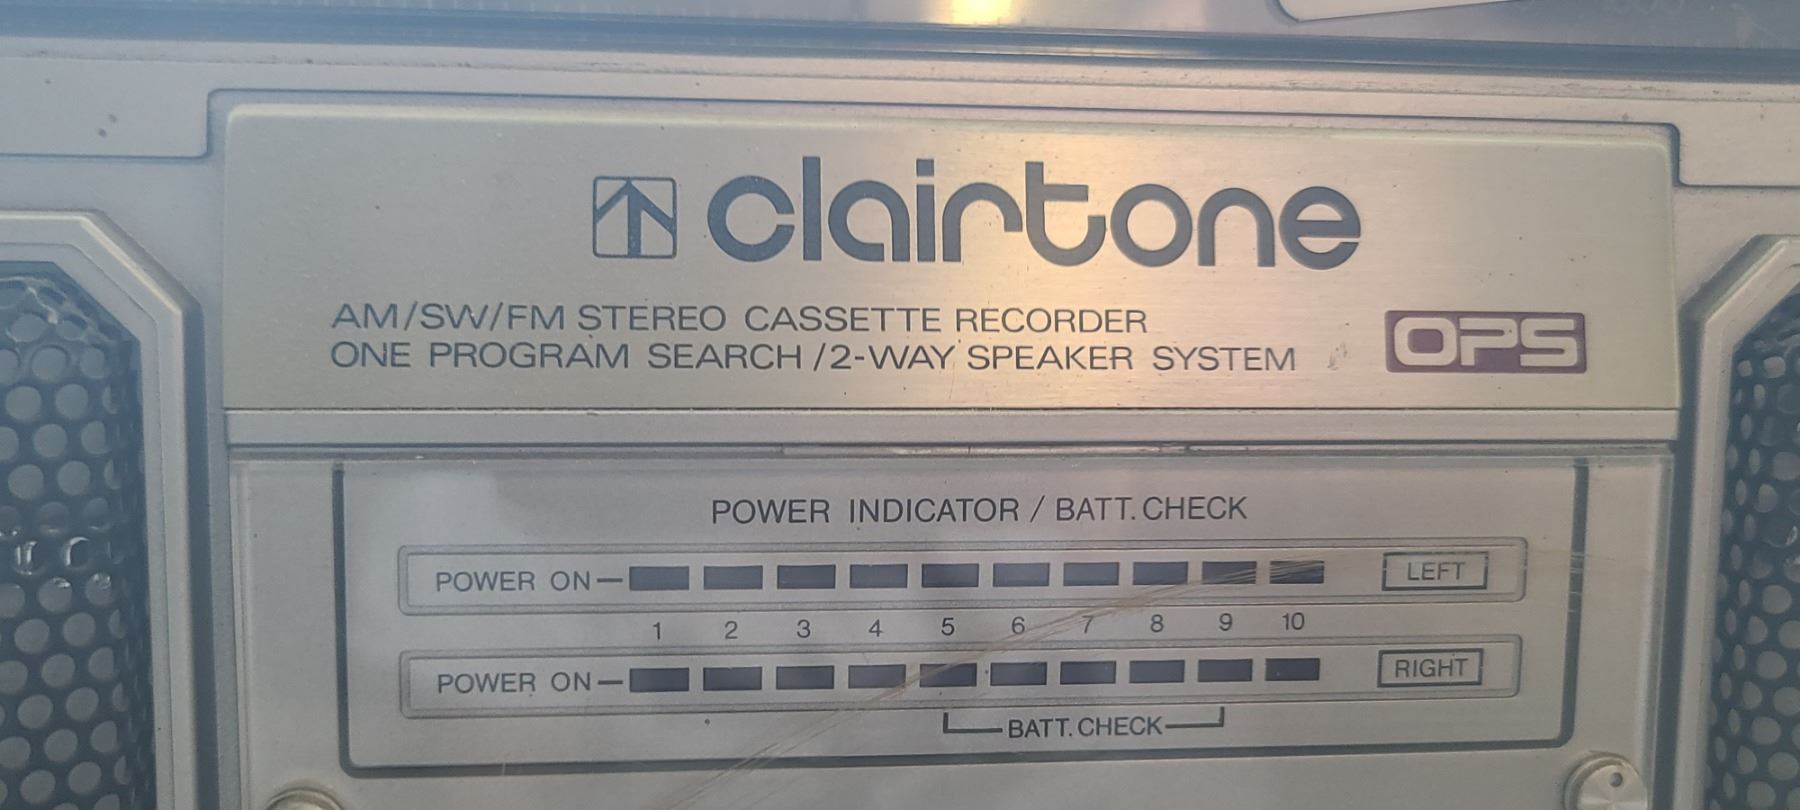 clairtone
AM/SW/FM STEREO CASSETTE RECORDER
ONE PROGRAM SEARCH/2-WAY SPEAKER SYSTEM
OPS
POWER INDICATOR / BATT. CHECK
POWER ON
LEFT
1 2 3 4 5 6 7 8 9 10
POWER ON
RIGHT
BATT. CHECK